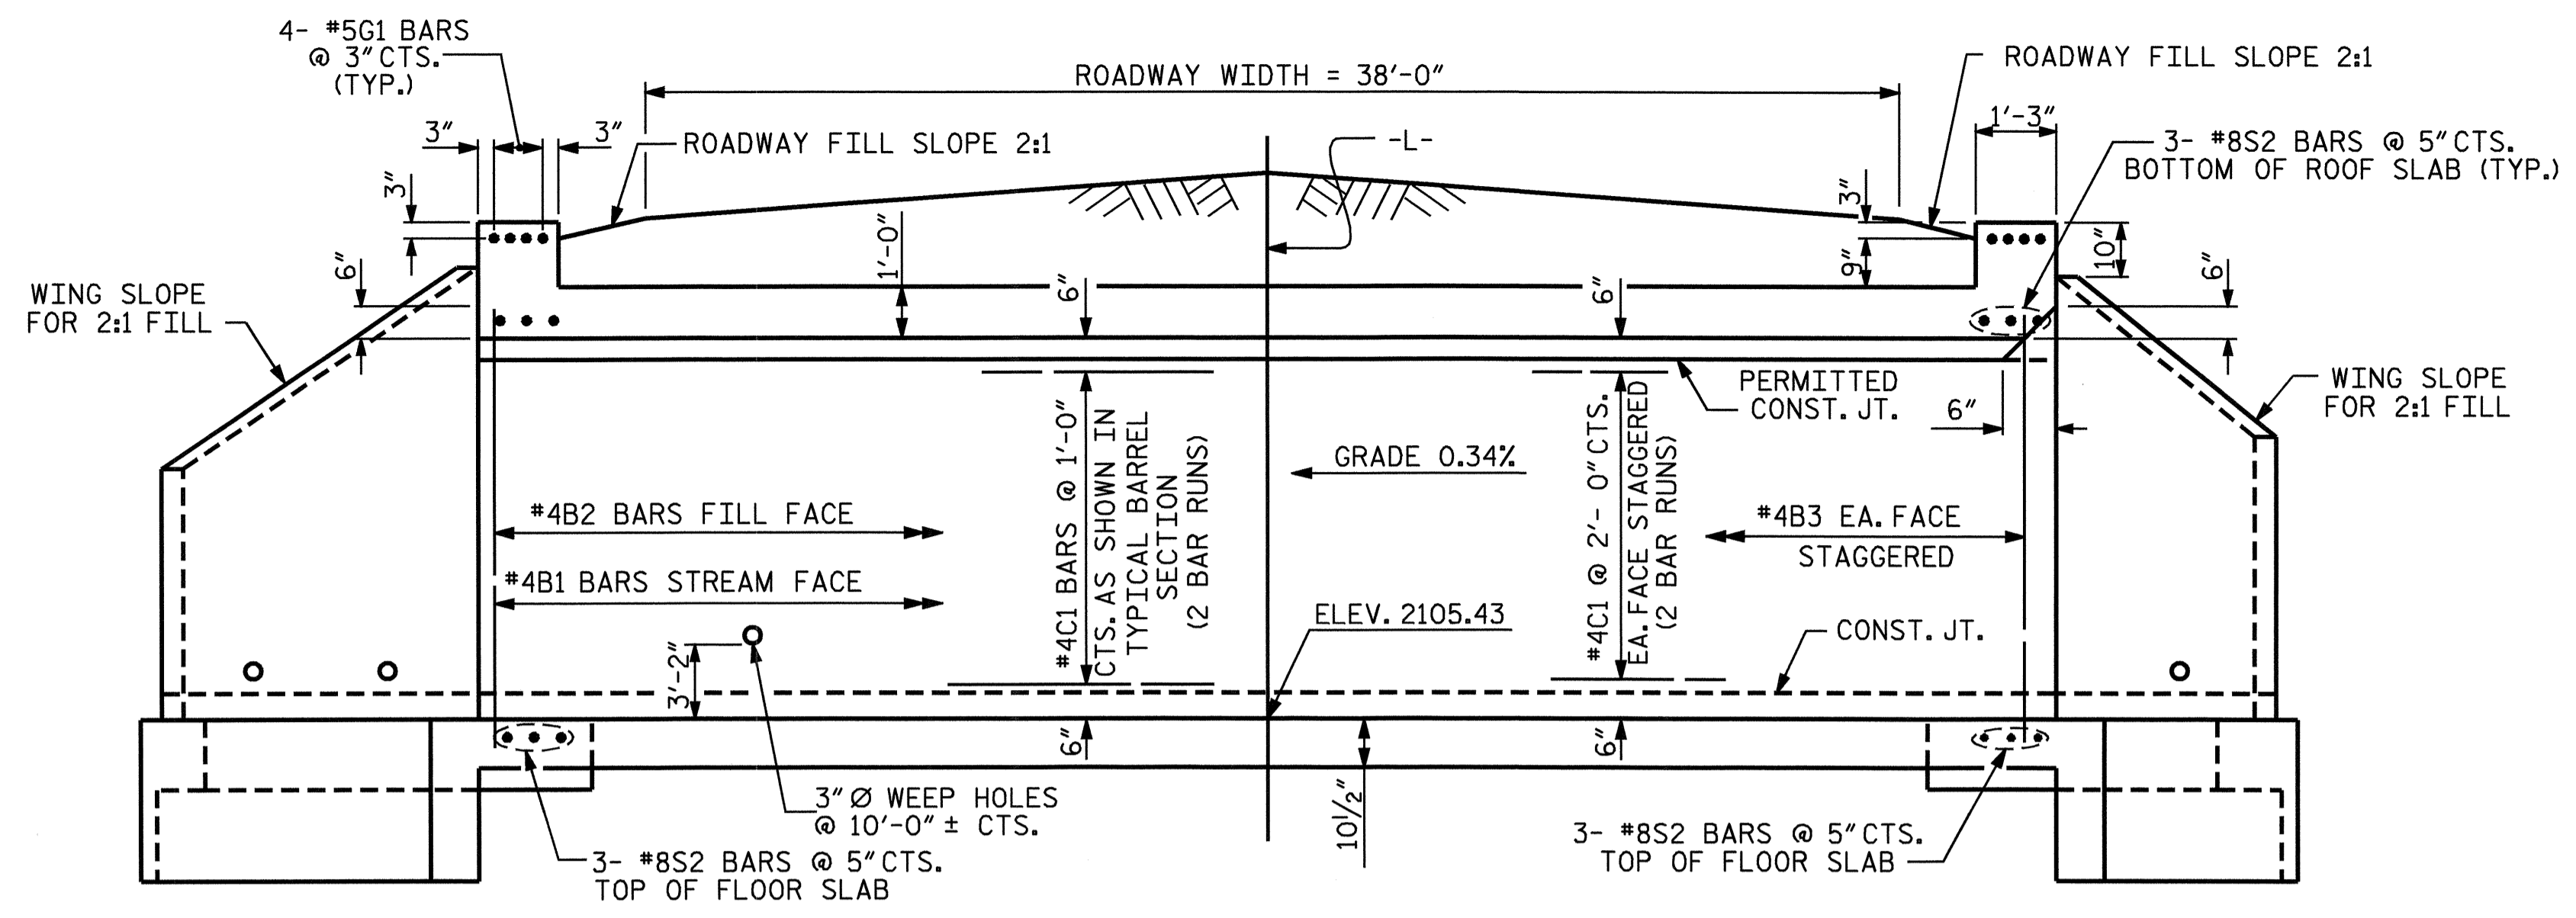 4- #5G1 BARS
@ 3" CTS.
(TYP.)
ROADWAY WIDTH = 38'-0"
ROADWAY FILL SLOPE 2:1
3"
3"
ROADWAY FILL SLOPE 2:1
-L-
1'-3"
3- #8S2 BARS @ 5" CTS.
BOTTOM OF ROOF SLAB (TYP.)
3"
3"
6"
1'-0"
6"
6"
9"
10"
6"
WING SLOPE
FOR 2:1 FILL
PERMITTED
CONST. JT.
6"
WING SLOPE
FOR 2:1 FILL
#4C1 BARS @ 1'-0"
CTS. AS SHOWN IN
TYPICAL BARREL
SECTION
(2 BAR RUNS)
GRADE 0.34%
#4C1 @ 2'- 0" CTS.
EA. FACE STAGGERED
(2 BAR RUNS)
#4B2 BARS FILL FACE
#4B3 EA. FACE
STAGGERED
#4B1 BARS STREAM FACE
ELEV. 2105.43
CONST. JT.
3'-2"
6"
6"
10½"
3" Ø WEEP HOLES
@ 10'-0" ± CTS.
3- #8S2 BARS @ 5" CTS.
TOP OF FLOOR SLAB
3- #8S2 BARS @ 5" CTS.
TOP OF FLOOR SLAB